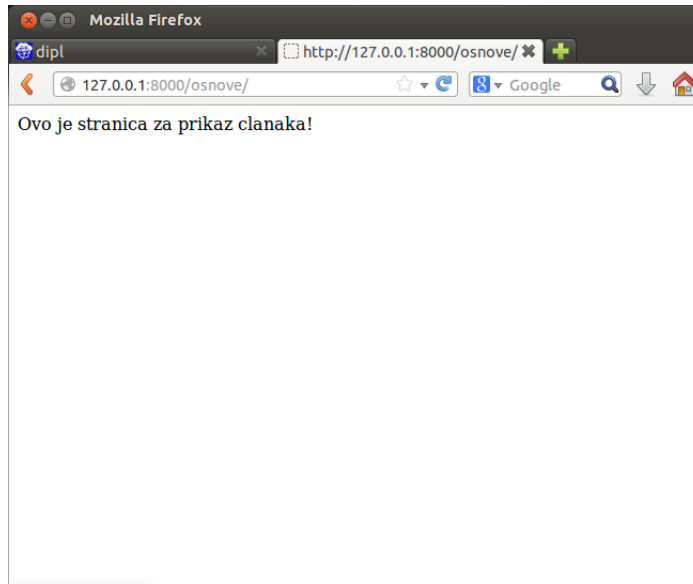 Mozilla Firefox
dipl
http://127.0.0.1:8000/osnove/
127.0.0.1:8000/osnove/
8 Google
Ovo je stranica za prikaz clanaka!